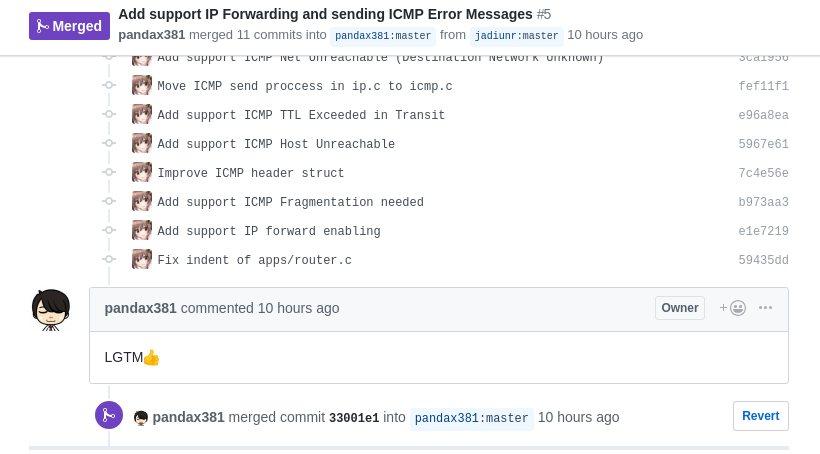 Merged
Add support IP Forwarding and sending ICMP Error Messages #5
pandax381 merged 11 commits into pandax381:master from jadiunr:master 10 hours ago
Add support ICMP Net Unreachable (Destination Network Unknown) 3ca1956
Move ICMP send proccess in ip.c to icmp.c fef11f1
Add support ICMP TTL Exceeded in Transit e96a8ea
Add support ICMP Host Unreachable 5967e61
Improve ICMP header struct 7c4e56e
Add support ICMP Fragmentation needed b973aa3
Add support IP forward enabling e1e7219
Fix indent of apps/router.c 59435dd
pandax381 commented 10 hours ago Owner
LGTM👍
pandax381 merged commit 33001e1 into pandax381:master 10 hours ago Revert